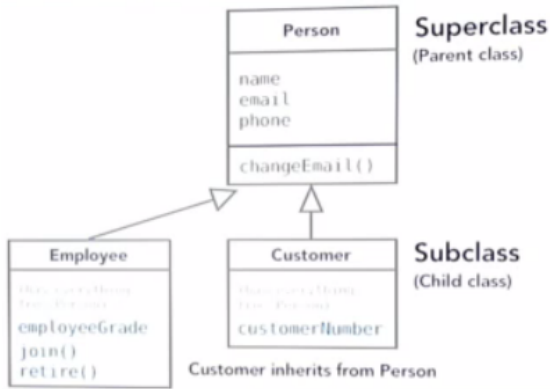 Person
Superclass
(Parent class)
name
email
phone
changeEmail()
Employee
employeeGrade
join()
retire()
Customer
customerNumber
Subclass
(Child class)
Customer inherits from Person